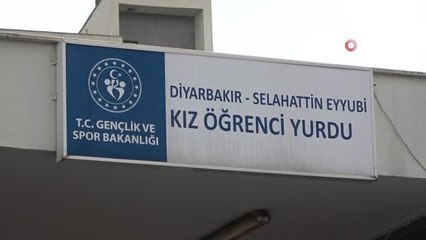 T.C. GENÇLİK VE
SPOR BAKANLIĞI
DİYARBAKIR - SELAHATTİN EYYUBİ
KIZ ÖĞRENCİ YURDU